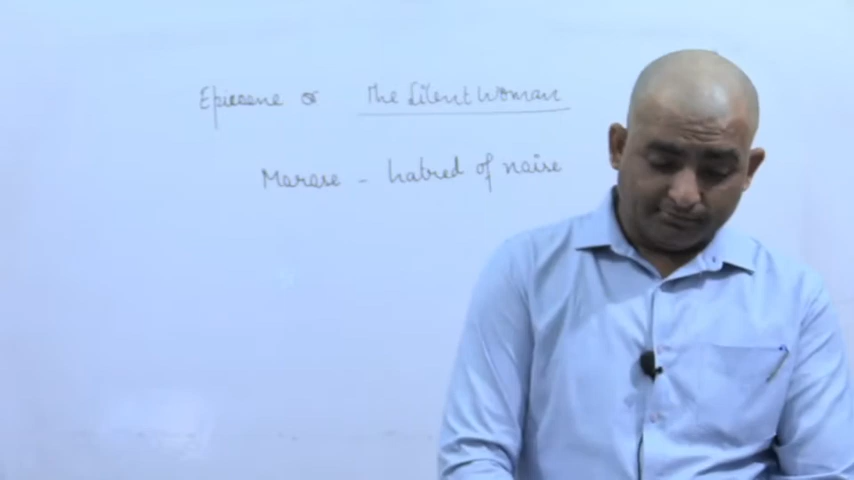 Epicoene or The Silent Woman
Morose - hatred of noise